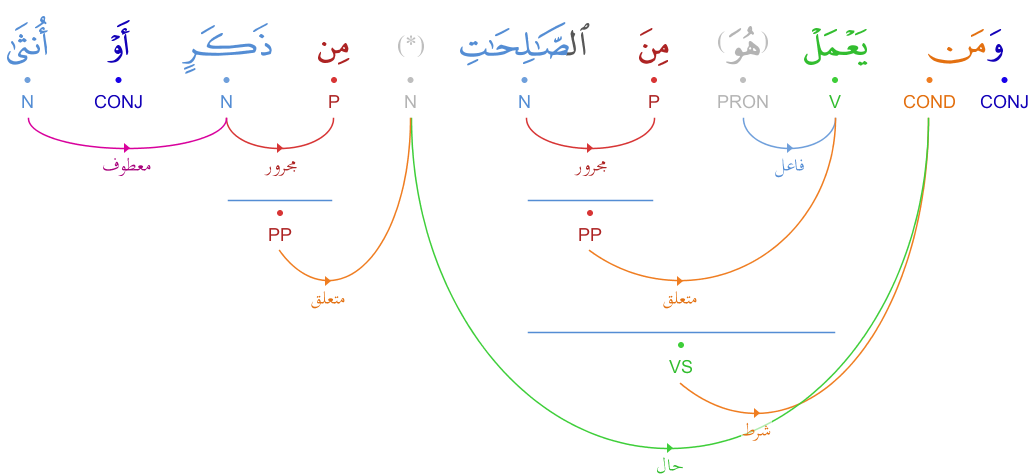 وَمَن يَعْمَلْ (هُوَ) مِنَ ٱلصَّـٰلِحَـٰتِ (*) مِن ذَكَرٍ أَوْ أُنثَىٰ
CONJ COND V PRON P N N P N CONJ N
فاعل مجرور مجرور معطوف
PP PP
متعلق متعلق
VS
شرط
حال